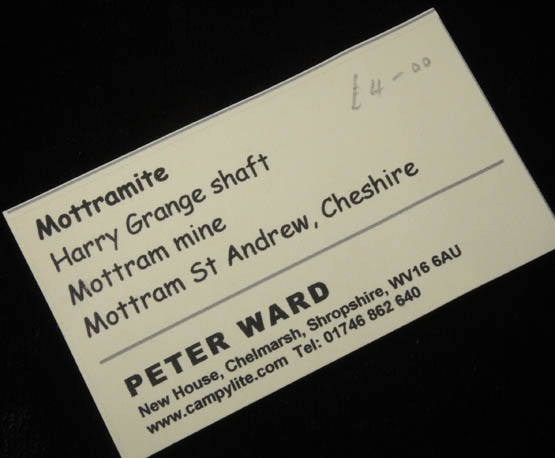 £4-00
Mottramite
Harry Grange shaft
Mottram mine
Mottram St Andrew, Cheshire
PETER WARD
New House, Chelmarsh, Shropshire, WV16 6AU
www.campylite.com Tel: 01746 862 640